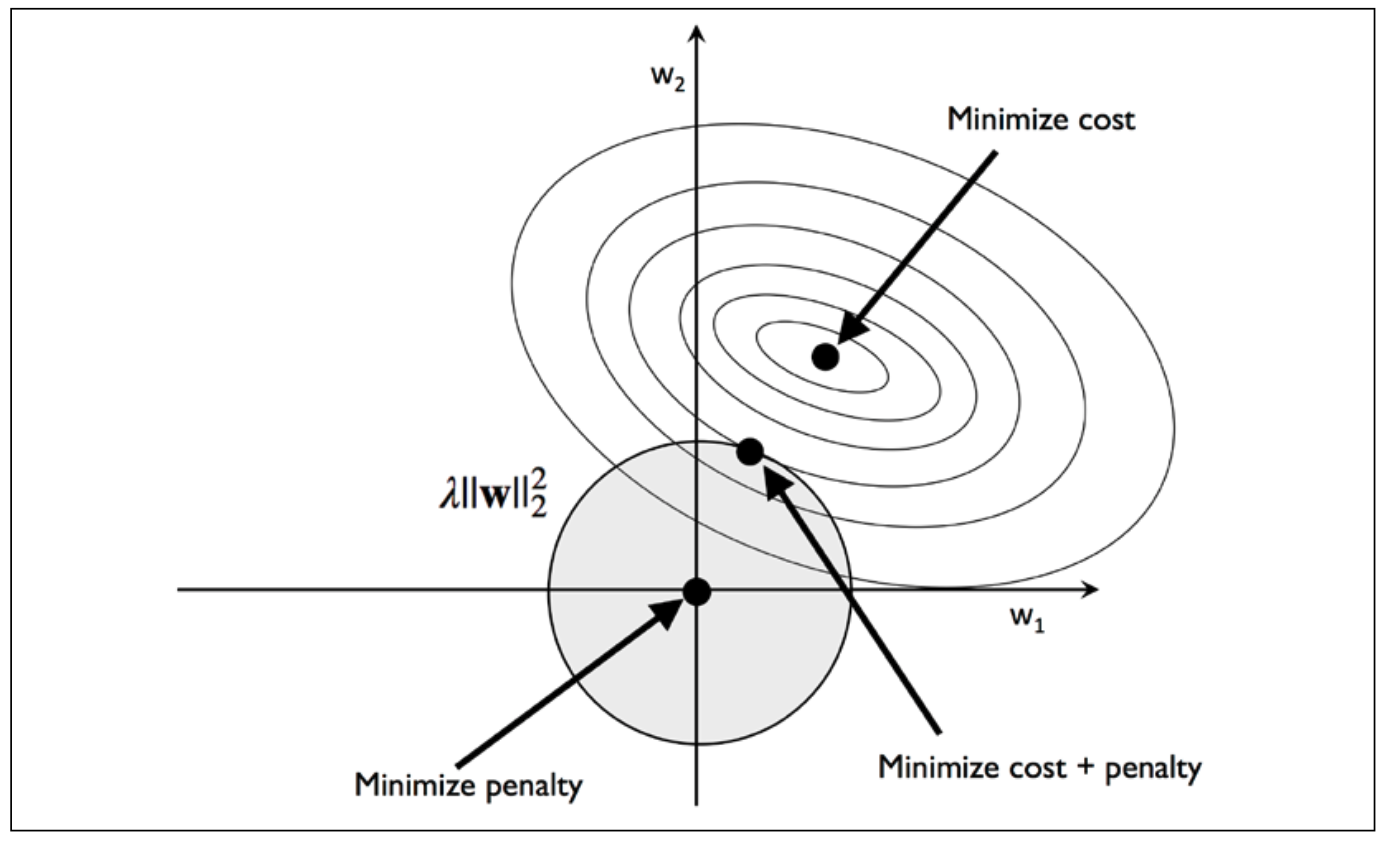 w₂
Minimize cost
λ||w||₂²
w₁
Minimize cost + penalty
Minimize penalty